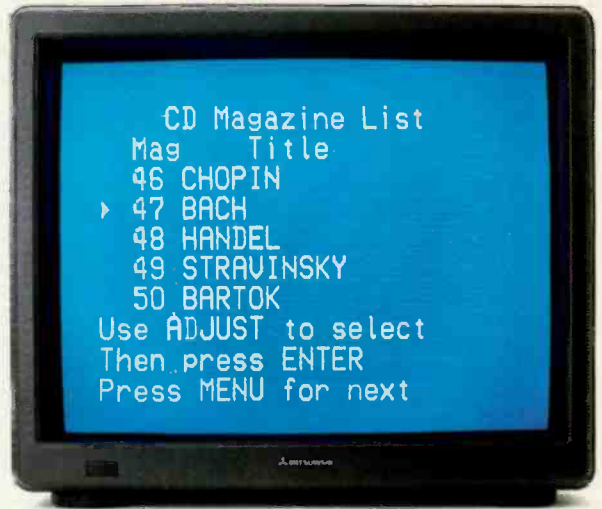 CD Magazine List
Mag Title
46 CHOPIN
47 BACH
48 HANDEL
49 STRAVINSKY
50 BARTOK
Use ADJUST to select
Then press ENTER
Press MENU for next